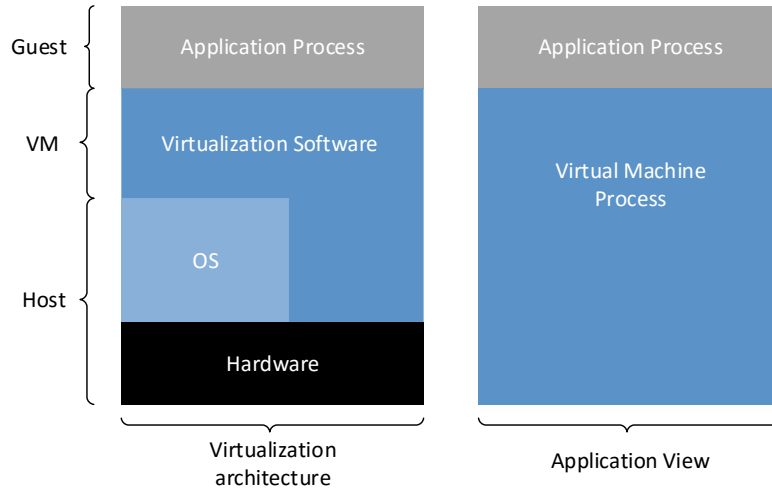 Guest
Application Process
Application Process
VM
Virtualization Software
Virtual Machine
Process
OS
Host
Hardware
Virtualization
architecture
Application View